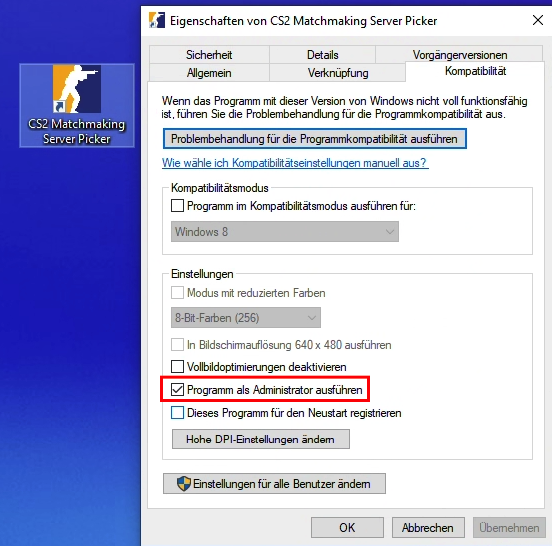 CS2 Matchmaking
Server Picker
Eigenschaften von CS2 Matchmaking Server Picker
Sicherheit
Details
Vorgängerversionen
Allgemein
Verknüpfung
Kompatibilität
Wenn das Programm mit dieser Version von Windows nicht voll funktionsfähig
ist, führen Sie die Problembehandlung für die Programmkompatibilität aus.
Problembehandlung für die Programmkompatibilität ausführen
Wie wähle ich Kompatibilitätseinstellungen manuell aus?
Kompatibilitätsmodus
Programm im Kompatibilitätsmodus ausführen für:
Windows 8
Einstellungen
Modus mit reduzierten Farben
8-Bit-Farben (256)
In Bildschirmauflösung 640 x 480 ausführen
Vollbildoptimierungen deaktivieren
Programm als Administrator ausführen
Dieses Programm für den Neustart registrieren
Hohe DPI-Einstellungen ändern
Einstellungen für alle Benutzer ändern
OK
Abbrechen
Übernehmen